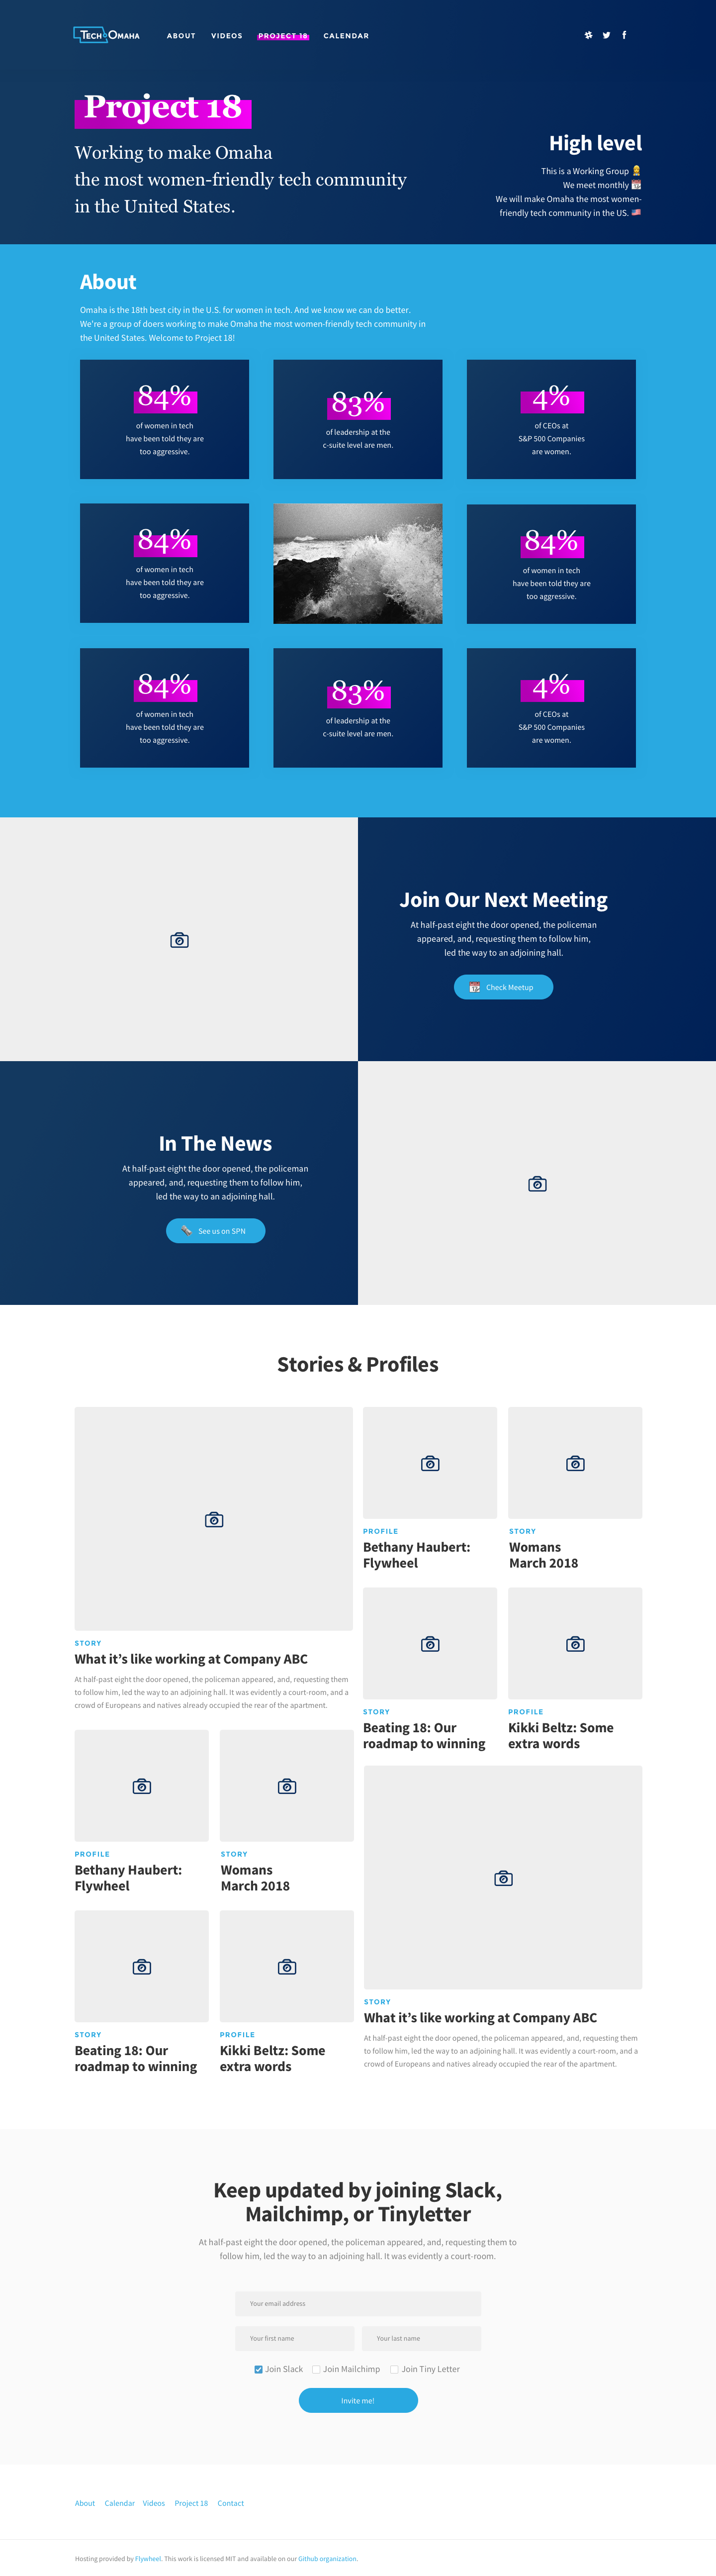 TECH OMAHA
ABOUT VIDEOS PROJECT 18 CALENDAR
Project 18
Working to make Omaha
the most women-friendly tech community
in the United States.
High level
This is a Working Group
We meet monthly
We will make Omaha the most women-
friendly tech community in the US.
About
Omaha is the 18th best city in the U.S. for women in tech. And we know we can do better.
We're a group of doers working to make Omaha the most women-friendly tech community in
the United States. Welcome to Project 18!
84%
of women in tech
have been told they are
too aggressive.
83%
of leadership at the
c-suite level are men.
4%
of CEOs at
S&P 500 Companies
are women.
84%
of women in tech
have been told they are
too aggressive.
84%
of women in tech
have been told they are
too aggressive.
84%
of women in tech
have been told they are
too aggressive.
83%
of leadership at the
c-suite level are men.
4%
of CEOs at
S&P 500 Companies
are women.
Join Our Next Meeting
At half-past eight the door opened, the policeman
appeared, and, requesting them to follow him,
led the way to an adjoining hall.
Check Meetup
In The News
At half-past eight the door opened, the policeman
appeared, and, requesting them to follow him,
led the way to an adjoining hall.
See us on SPN
Stories & Profiles
STORY
What it's like working at Company ABC
At half-past eight the door opened, the policeman appeared, and, requesting them
to follow him, led the way to an adjoining hall. It was evidently a court-room, and a
crowd of Europeans and natives already occupied the rear of the apartment.
PROFILE
Bethany Haubert:
Flywheel
STORY
Womans
March 2018
STORY
Beating 18: Our
roadmap to winning
PROFILE
Kikki Beltz: Some
extra words
PROFILE
Bethany Haubert:
Flywheel
STORY
Womans
March 2018
STORY
Beating 18: Our
roadmap to winning
PROFILE
Kikki Beltz: Some
extra words
STORY
What it's like working at Company ABC
At half-past eight the door opened, the policeman appeared, and, requesting them
to follow him, led the way to an adjoining hall. It was evidently a court-room, and a
crowd of Europeans and natives already occupied the rear of the apartment.
Keep updated by joining Slack,
Mailchimp, or Tinyletter
At half-past eight the door opened, the policeman appeared, and, requesting them to
follow him, led the way to an adjoining hall. It was evidently a court-room.
Your email address
Your first name Your last name
Join Slack Join Mailchimp Join Tiny Letter
Invite me!
About Calendar Videos Project 18 Contact
Hosting provided by Flywheel. This work is licensed MIT and available on our Github organization.